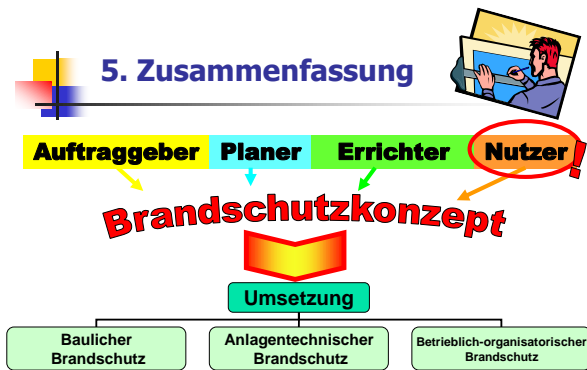 5. Zusammenfassung
Auftraggeber Planer Errichter Nutzer !
Brandschutzkonzept
Umsetzung
Baulicher Brandschutz
Anlagentechnischer Brandschutz
Betrieblich-organisatorischer Brandschutz